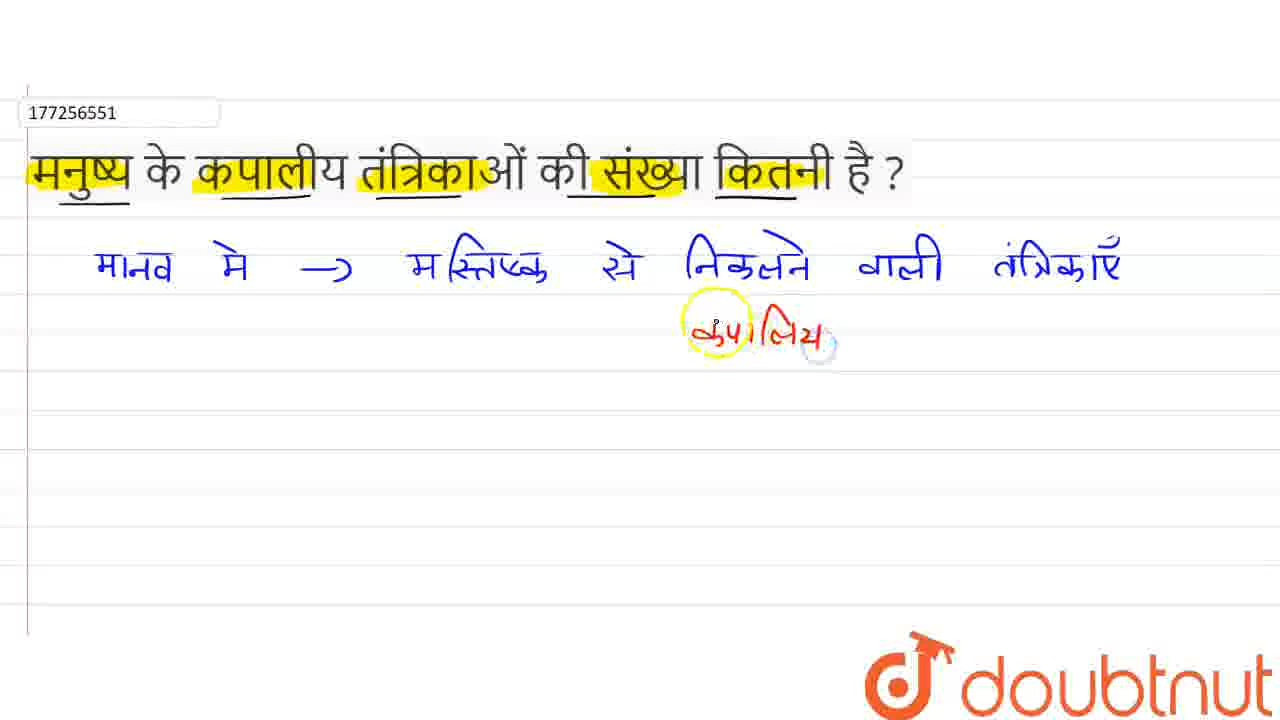 177256551
मनुष्य के कपालीय तंत्रिकाओं की संख्या कितनी है ?
मानव मे → मस्तिष्क से निकलने वाली तंत्रिकाएँ
कपालिय
doubtnut